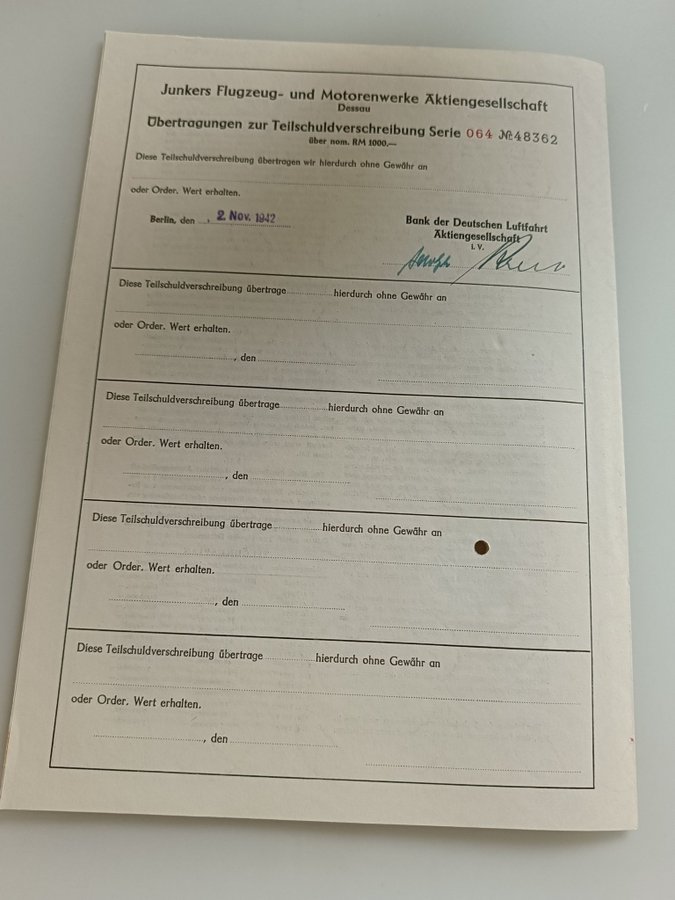 Junkers Flugzeug- und Motorenwerke Aktiengesellschaft
Dessau
Übertragungen zur Teilschuldverschreibung Serie 064 № 48362
über nom. RM 1000,—
Diese Teilschuldverschreibung übertragen wir hierdurch ohne Gewähr an
oder Order. Wert erhalten.
Berlin, den 2. Nov. 1942
Bank der Deutschen Luftfahrt
Aktiengesellschaft
i. V.
Diese Teilschuldverschreibung übertrage hierdurch ohne Gewähr an
oder Order. Wert erhalten.
, den
Diese Teilschuldverschreibung übertrage hierdurch ohne Gewähr an
oder Order. Wert erhalten.
, den
Diese Teilschuldverschreibung übertrage hierdurch ohne Gewähr an
oder Order. Wert erhalten.
, den
Diese Teilschuldverschreibung übertrage hierdurch ohne Gewähr an
oder Order. Wert erhalten.
, den